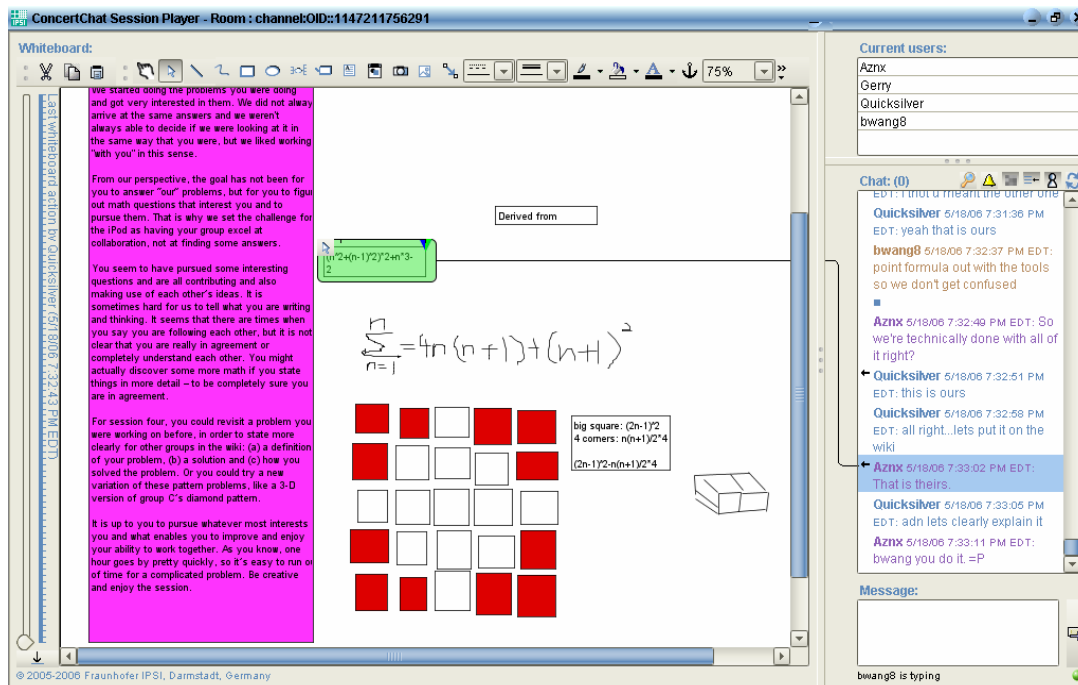 ConcertChat Session Player - Room : channel:OID::1147211756291
Whiteboard:
75%
Last whiteboard action by Quicksilver (5/18/06 7:32:43 PM EDT)
We started doing the problems you were doing
and got very interested in them. We did not alway
arrive at the same answers and we weren't
always able to decide if we were looking at it in
the same way that you were, but we liked working
"with you" in this sense.
From our perspective, the goal has not been for
you to answer "our" problems, but for you to figu
out math questions that interest you and to
pursue them. That is why we set the challenge for
the iPod as having your group excel at
collaboration, not at finding some answers.
You seem to have pursued some interesting
questions and are all contributing and also
making use of each other's ideas. It is
sometimes hard for us to tell what you are writing
and thinking. It seems that there are times when
you say you are following each other, but it is not
clear that you are really in agreement or
completely understand each other. You might
actually discover some more math if you state
things in more detail – to be completely sure you
are in agreement.
For session four, you could revisit a problem you
were working on before, in order to state more
clearly for other groups in the wiki: (a) a definition
of your problem, (b) a solution and (c) how you
solved the problem. Or you could try a new
variation of these pattern problems, like a 3-D
version of group C's diamond pattern.
It is up to you to pursue whatever most interests
you and what enables you to improve and enjoy
your ability to work together. As you know, one
hour goes by pretty quickly, so it's easy to run o
of time for a complicated problem. Be creative
and enjoy the session.
Derived from
(n^2+(n-1)^2)*2+n*3-
2
n
Σ = 4n(n+1)+(n+1)²
n=1
big square: (2n-1)^2
4 corners: n(n+1)/2*4
(2n-1)^2-n(n+1)/2*4
Current users:
Aznx
Gerry
Quicksilver
bwang8
Chat: (0)
EDT: i thot u meant the other one
Quicksilver 5/18/06 7:31:36 PM
EDT: yeah that is ours
bwang8 5/18/06 7:32:37 PM EDT:
point formula out with the tools
so we don't get confused
Aznx 5/18/06 7:32:49 PM EDT: So
we're technically done with all of
it right?
Quicksilver 5/18/06 7:32:51 PM
EDT: this is ours
Quicksilver 5/18/06 7:32:58 PM
EDT: all right...lets put it on the
wiki
Aznx 5/18/06 7:33:02 PM EDT:
That is theirs.
Quicksilver 5/18/06 7:33:05 PM
EDT: adn lets clearly explain it
Aznx 5/18/06 7:33:11 PM EDT:
bwang you do it. =P
Message:
bwang8 is typing
© 2005-2006 Fraunhofer IPSI, Darmstadt, Germany